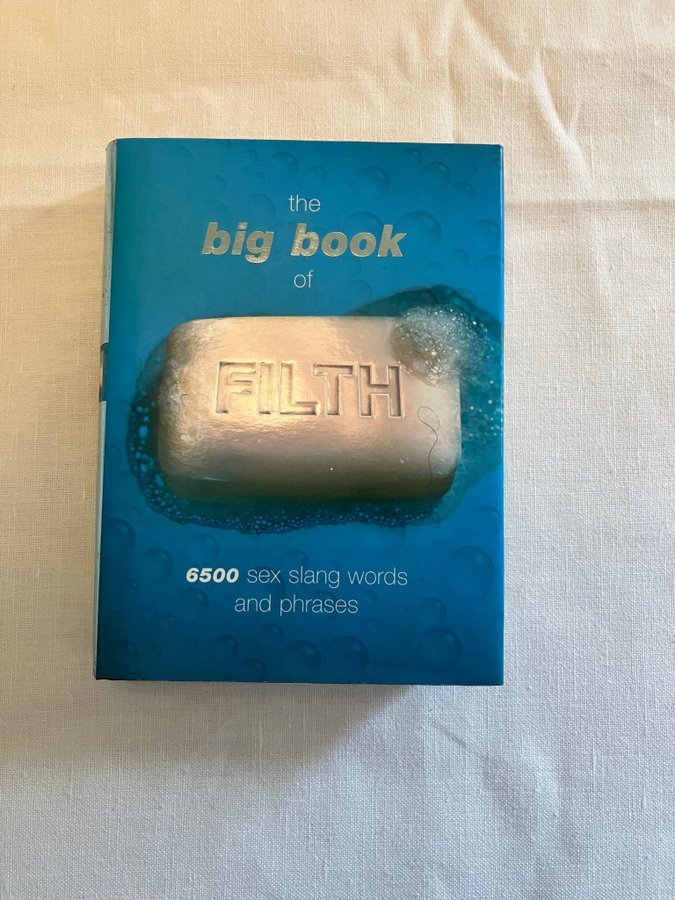 the
big book
of
FILTH
6500 sex slang words
and phrases